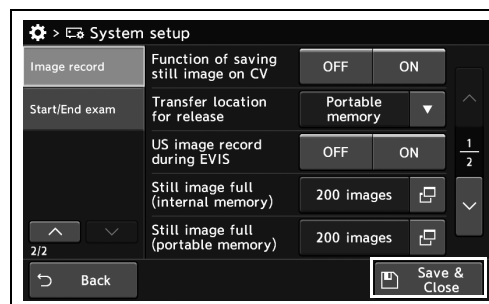 > System setup
Image record
Start/End exam
2/2
Function of saving
still image on CV
OFF
ON
Transfer location
for release
Portable
memory
US image record
during EVIS
OFF
ON
Still image full
(internal memory)
200 images
Still image full
(portable memory)
200 images
1
2
Back
Save &
Close